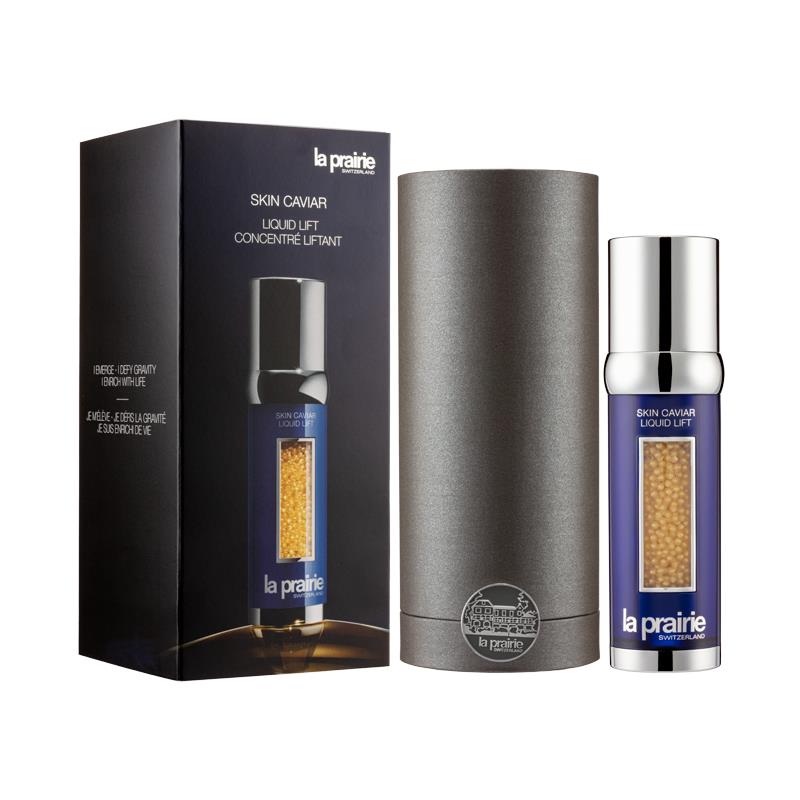 la prairie
SWITZERLAND
SKIN CAVIAR
LIQUID LIFT
CONCENTRÉ LIFTANT
I EMERGE - I DEFY GRAVITY
I ENRICH WITH LIFE
JE M'ÉLÈVE - JE DÉFIS LA GRAVITÉ
JE SUIS ENRICHI DE VIE
SKIN CAVIAR
LIQUID LIFT
la prairie
SWITZERLAND
la prairie
SWITZERLAND
SKIN CAVIAR
LIQUID LIFT
la prairie
SWITZERLAND